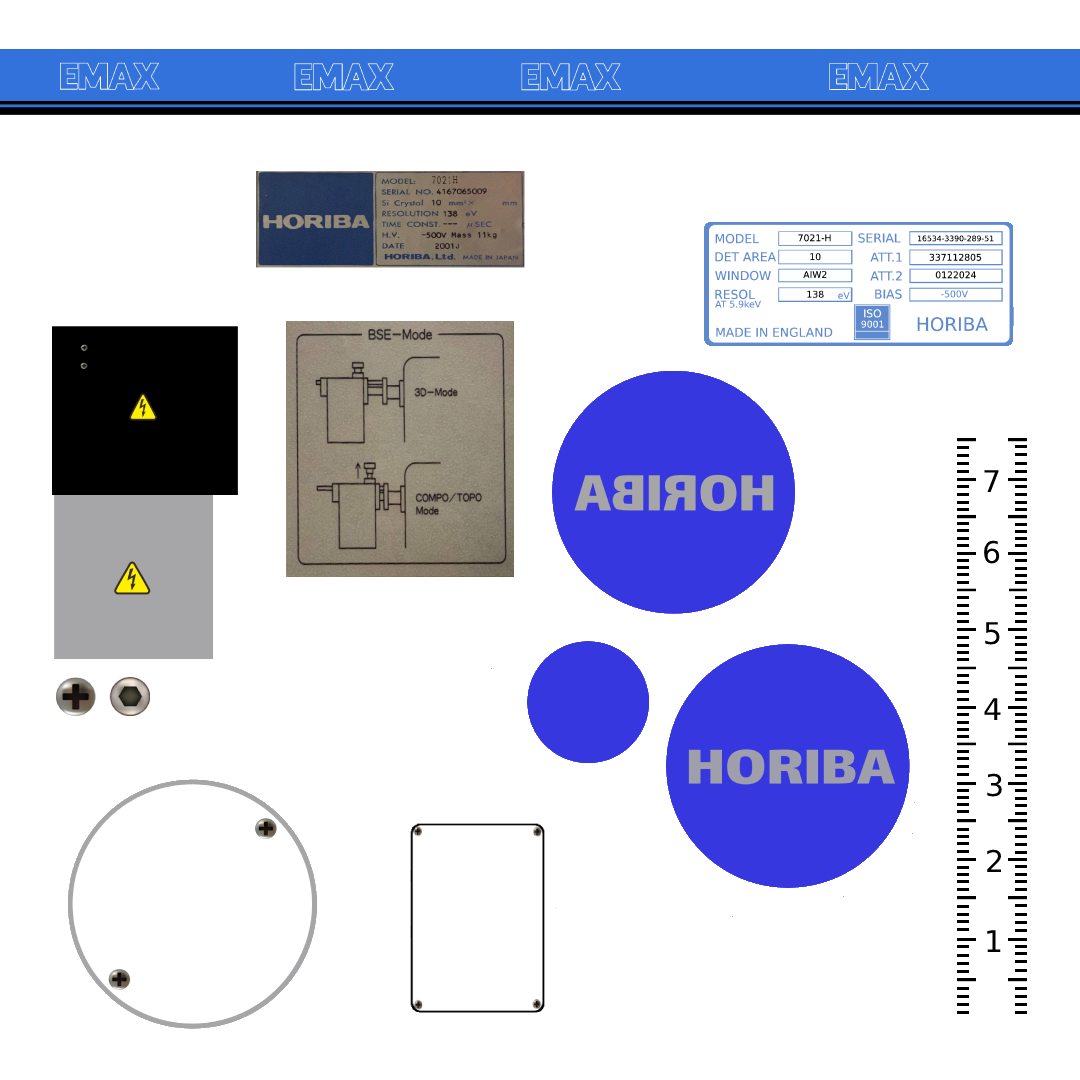 EMAX EMAX EMAX EMAX
HORIBA
MODEL: 7021H
SERIAL NO. 4167065009
Si Crystal 10 mm²× mm
RESOLUTION 138 eV
TIME CONST. --- μSEC
H.V. -500V Mass 11kg
DATE 2001J
HORIBA, Ltd. MADE IN JAPAN
MODEL 7021-H SERIAL 16534-3390-289-51
DET AREA 10 ATT.1 337112805
WINDOW AIW2 ATT.2 0122024
RESOL 138 eV BIAS -500V
AT 5.9keV
ISO
9001
MADE IN ENGLAND
HORIBA
BSE-Mode
3D-Mode
COMPO/TOPO
Mode
HORIBA
HORIBA
7
6
5
4
3
2
1